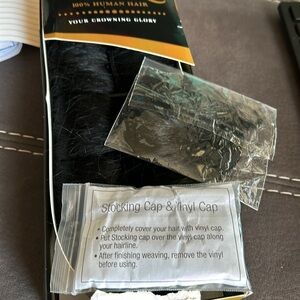 100% HUMAN HAIR
YOUR CROWNING GLORY
Stocking Cap & Vinyl Cap
• Completely cover your hair with vinyl cap.
• Put Stocking cap over the vinyl cap along
your hairline.
• After finishing weaving, remove the vinyl
before using.